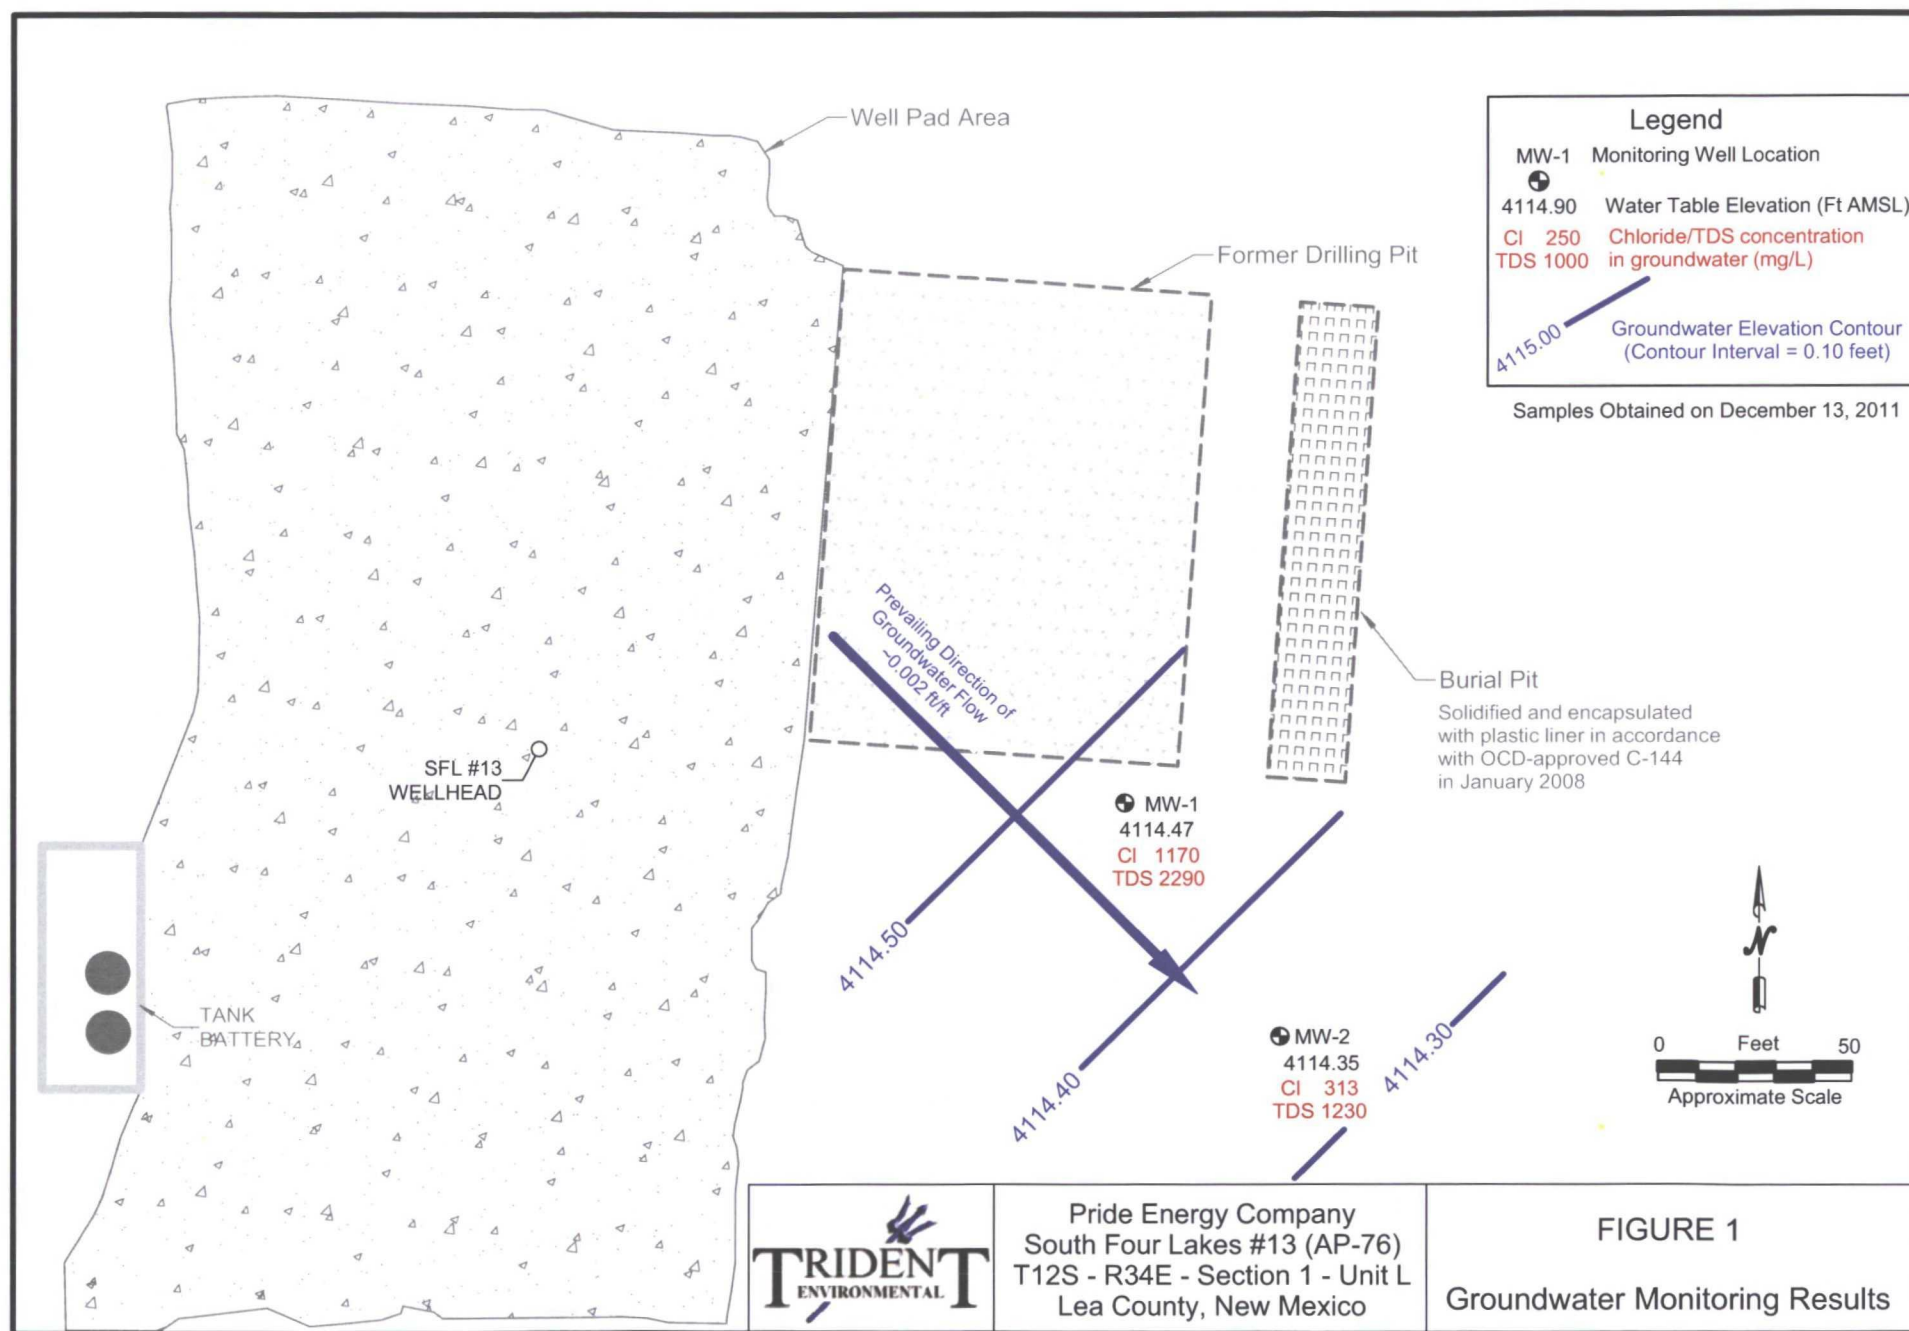 Well Pad Area
Former Drilling Pit
Legend
MW-1 Monitoring Well Location
4114.90 Water Table Elevation (Ft AMSL)
Cl 250 Chloride/TDS concentration
TDS 1000 in groundwater (mg/L)
4115.00 Groundwater Elevation Contour
(Contour Interval = 0.10 feet)
Samples Obtained on December 13, 2011
Prevailing Direction of
Groundwater Flow
~0.002 ft/ft
Burial Pit
Solidified and encapsulated
with plastic liner in accordance
with OCD-approved C-144
in January 2008
SFL #13
WELLHEAD
MW-1
4114.47
Cl 1170
TDS 2290
4114.50
N
TANK
BATTERY
MW-2
4114.35
Cl 313
TDS 1230
4114.40
4114.30
0 Feet 50
Approximate Scale
TRIDENT
ENVIRONMENTAL
Pride Energy Company
South Four Lakes #13 (AP-76)
T12S - R34E - Section 1 - Unit L
Lea County, New Mexico
FIGURE 1
Groundwater Monitoring Results